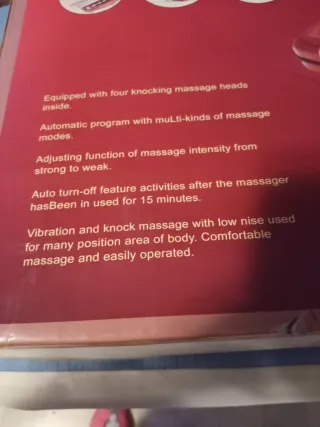 Equipped with four knocking massage heads
inside.
Automatic program with muLti-kinds of massage
modes.
Adjusting function of massage intensity from
strong to weak.
Auto turn-off feature activities after the massager
hasBeen in used for 15 minutes.
Vibration and knock massage with low nise used
for many position area of body. Comfortable
massage and easily operated.